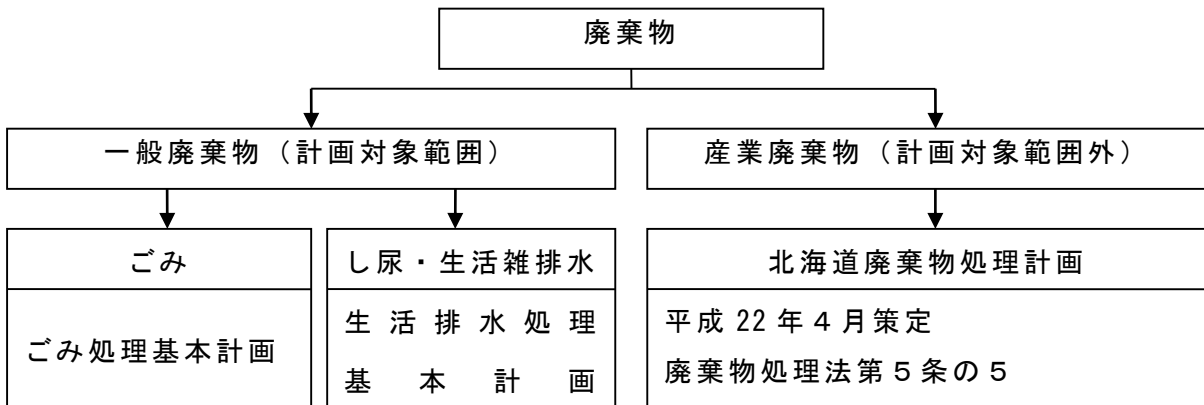 廃棄物
一般廃棄物（計画対象範囲）
産業廃棄物（計画対象範囲外）
ごみ
ごみ処理基本計画
し尿・生活雑排水
生活排水処理
基本計画
北海道廃棄物処理計画
平成22年４月策定
廃棄物処理法第５条の５